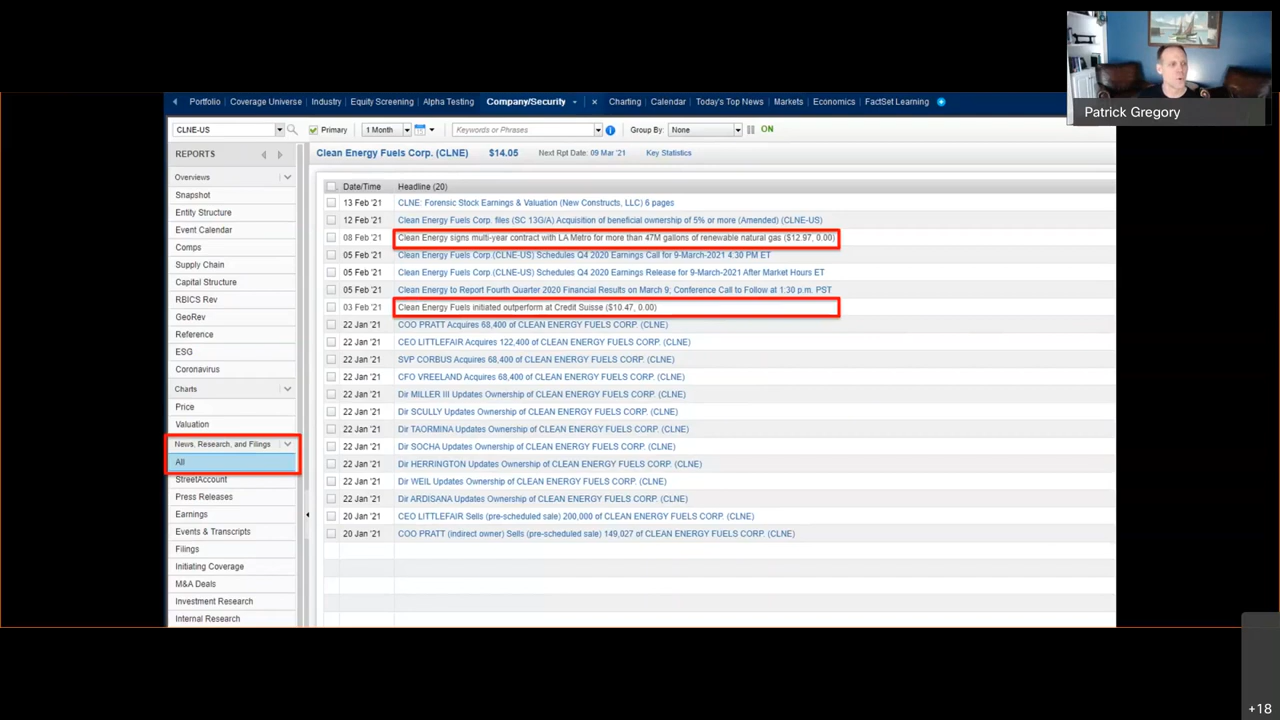 Patrick Gregory
Portfolio Coverage Universe Industry Equity Screening Alpha Testing Company/Security Charting Calendar Today's Top News Markets Economics FactSet Learning
CLNE-US Primary 1 Month Keywords or Phrases Group By: None ON
REPORTS
Overviews
Snapshot
Entity Structure
Event Calendar
Comps
Supply Chain
Capital Structure
RBICS Rev
GeoRev
Reference
ESG
Coronavirus
Charts
Price
Valuation
News, Research, and Filings
All
StreetAccount
Press Releases
Earnings
Events & Transcripts
Filings
Initiating Coverage
M&A Deals
Investment Research
Internal Research
Clean Energy Fuels Corp. (CLNE) $14.05 Next Rpt Date: 09 Mar '21 Key Statistics
Date/Time Headline (20)
13 Feb '21 CLNE: Forensic Stock Earnings & Valuation (New Constructs, LLC) 6 pages
12 Feb '21 Clean Energy Fuels Corp. files (SC 13G/A) Acquisition of beneficial ownership of 5% or more (Amended) (CLNE-US)
08 Feb '21 Clean Energy signs multi-year contract with LA Metro for more than 47M gallons of renewable natural gas ($12.97, 0.00)
05 Feb '21 Clean Energy Fuels Corp.(CLNE-US) Schedules Q4 2020 Earnings Call for 9-March-2021 4:30 PM ET
05 Feb '21 Clean Energy Fuels Corp.(CLNE-US) Schedules Q4 2020 Earnings Release for 9-March-2021 After Market Hours ET
05 Feb '21 Clean Energy to Report Fourth Quarter 2020 Financial Results on March 9; Conference Call to Follow at 1:30 p.m. PST
03 Feb '21 Clean Energy Fuels initiated outperform at Credit Suisse ($10.47, 0.00)
22 Jan '21 COO PRATT Acquires 68,400 of CLEAN ENERGY FUELS CORP. (CLNE)
22 Jan '21 CEO LITTLEFAIR Acquires 122,400 of CLEAN ENERGY FUELS CORP. (CLNE)
22 Jan '21 SVP CORBUS Acquires 68,400 of CLEAN ENERGY FUELS CORP. (CLNE)
22 Jan '21 CFO VREELAND Acquires 68,400 of CLEAN ENERGY FUELS CORP. (CLNE)
22 Jan '21 Dir MILLER III Updates Ownership of CLEAN ENERGY FUELS CORP. (CLNE)
22 Jan '21 Dir SCULLY Updates Ownership of CLEAN ENERGY FUELS CORP. (CLNE)
22 Jan '21 Dir TAORMINA Updates Ownership of CLEAN ENERGY FUELS CORP. (CLNE)
22 Jan '21 Dir SOCHA Updates Ownership of CLEAN ENERGY FUELS CORP. (CLNE)
22 Jan '21 Dir HERRINGTON Updates Ownership of CLEAN ENERGY FUELS CORP. (CLNE)
22 Jan '21 Dir WEIL Updates Ownership of CLEAN ENERGY FUELS CORP. (CLNE)
22 Jan '21 Dir ARDISANA Updates Ownership of CLEAN ENERGY FUELS CORP. (CLNE)
20 Jan '21 CEO LITTLEFAIR Sells (pre-scheduled sale) 200,000 of CLEAN ENERGY FUELS CORP. (CLNE)
20 Jan '21 COO PRATT (indirect owner) Sells (pre-scheduled sale) 149,027 of CLEAN ENERGY FUELS CORP. (CLNE)
+18